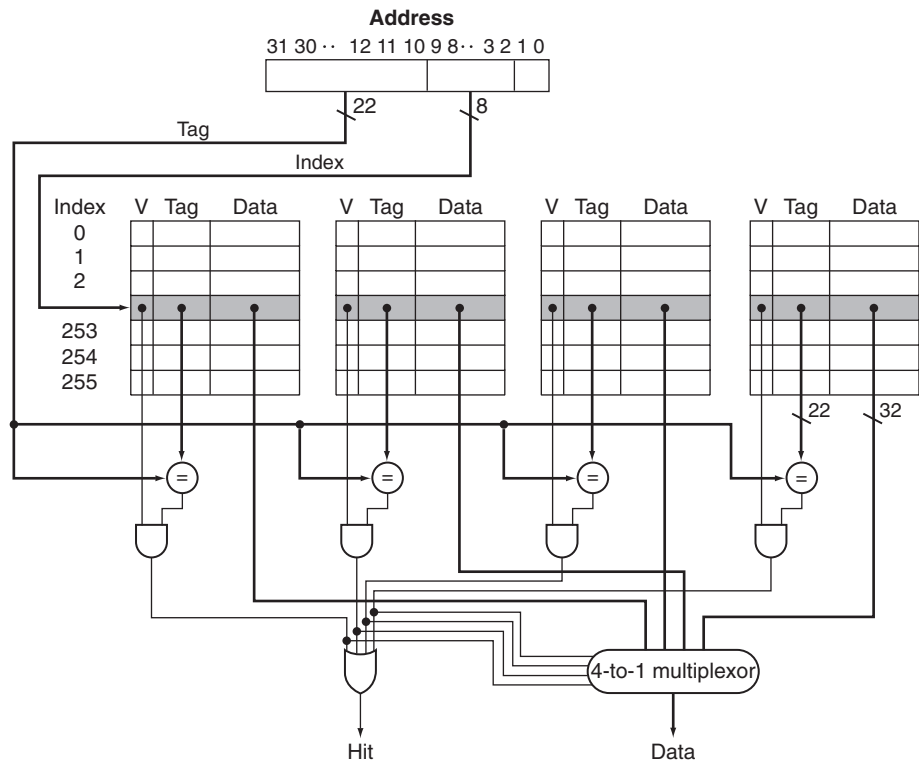 Address
31 30 ·· 12 11 10 9 8 ·· 3 2 1 0
22
8
Tag
Index
Index V Tag Data V Tag Data V Tag Data V Tag Data
0
1
2
253
254
255
22 32
= = = =
4-to-1 multiplexor
Hit Data